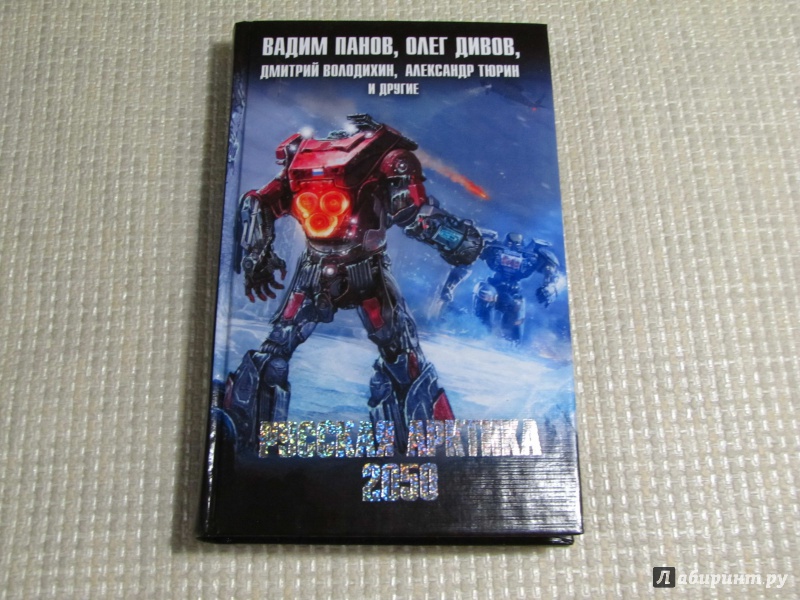 ВАДИМ ПАНОВ, ОЛЕГ ДИВОВ,
ДМИТРИЙ ВОЛОДИХИН, АЛЕКСАНДР ТЮРИН
И ДРУГИЕ
РУССКАЯ АРКТИКА
2050
Лабиринт.ру